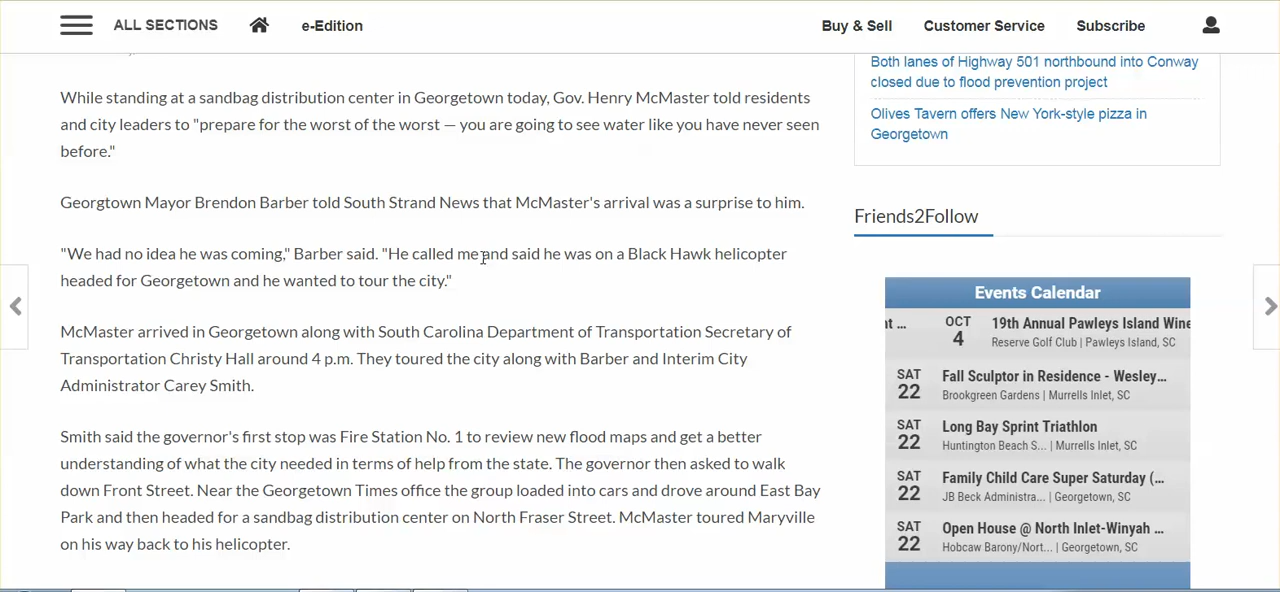 ALL SECTIONS
e-Edition
Buy & Sell
Customer Service
Subscribe
While standing at a sandbag distribution center in Georgetown today, Gov. Henry McMaster told residents
and city leaders to "prepare for the worst of the worst — you are going to see water like you have never seen
before."
Georgtown Mayor Brendon Barber told South Strand News that McMaster's arrival was a surprise to him.
"We had no idea he was coming," Barber said. "He called me and said he was on a Black Hawk helicopter
headed for Georgetown and he wanted to tour the city."
McMaster arrived in Georgetown along with South Carolina Department of Transportation Secretary of
Transportation Christy Hall around 4 p.m. They toured the city along with Barber and Interim City
Administrator Carey Smith.
Smith said the governor's first stop was Fire Station No. 1 to review new flood maps and get a better
understanding of what the city needed in terms of help from the state. The governor then asked to walk
down Front Street. Near the Georgetown Times office the group loaded into cars and drove around East Bay
Park and then headed for a sandbag distribution center on North Fraser Street. McMaster toured Maryville
on his way back to his helicopter.
Both lanes of Highway 501 northbound into Conway
closed due to flood prevention project
Olives Tavern offers New York-style pizza in
Georgetown
Friends2Follow
Events Calendar
OCT
4
19th Annual Pawleys Island Wine
Reserve Golf Club | Pawleys Island, SC
SAT
22
Fall Sculptor in Residence - Wesley...
Brookgreen Gardens | Murrells Inlet, SC
SAT
22
Long Bay Sprint Triathlon
Huntington Beach S... | Murrells Inlet, SC
SAT
22
Family Child Care Super Saturday (...
JB Beck Administra... | Georgetown, SC
SAT
22
Open House @ North Inlet-Winyah ...
Hobcaw Barony/Nort... | Georgetown, SC